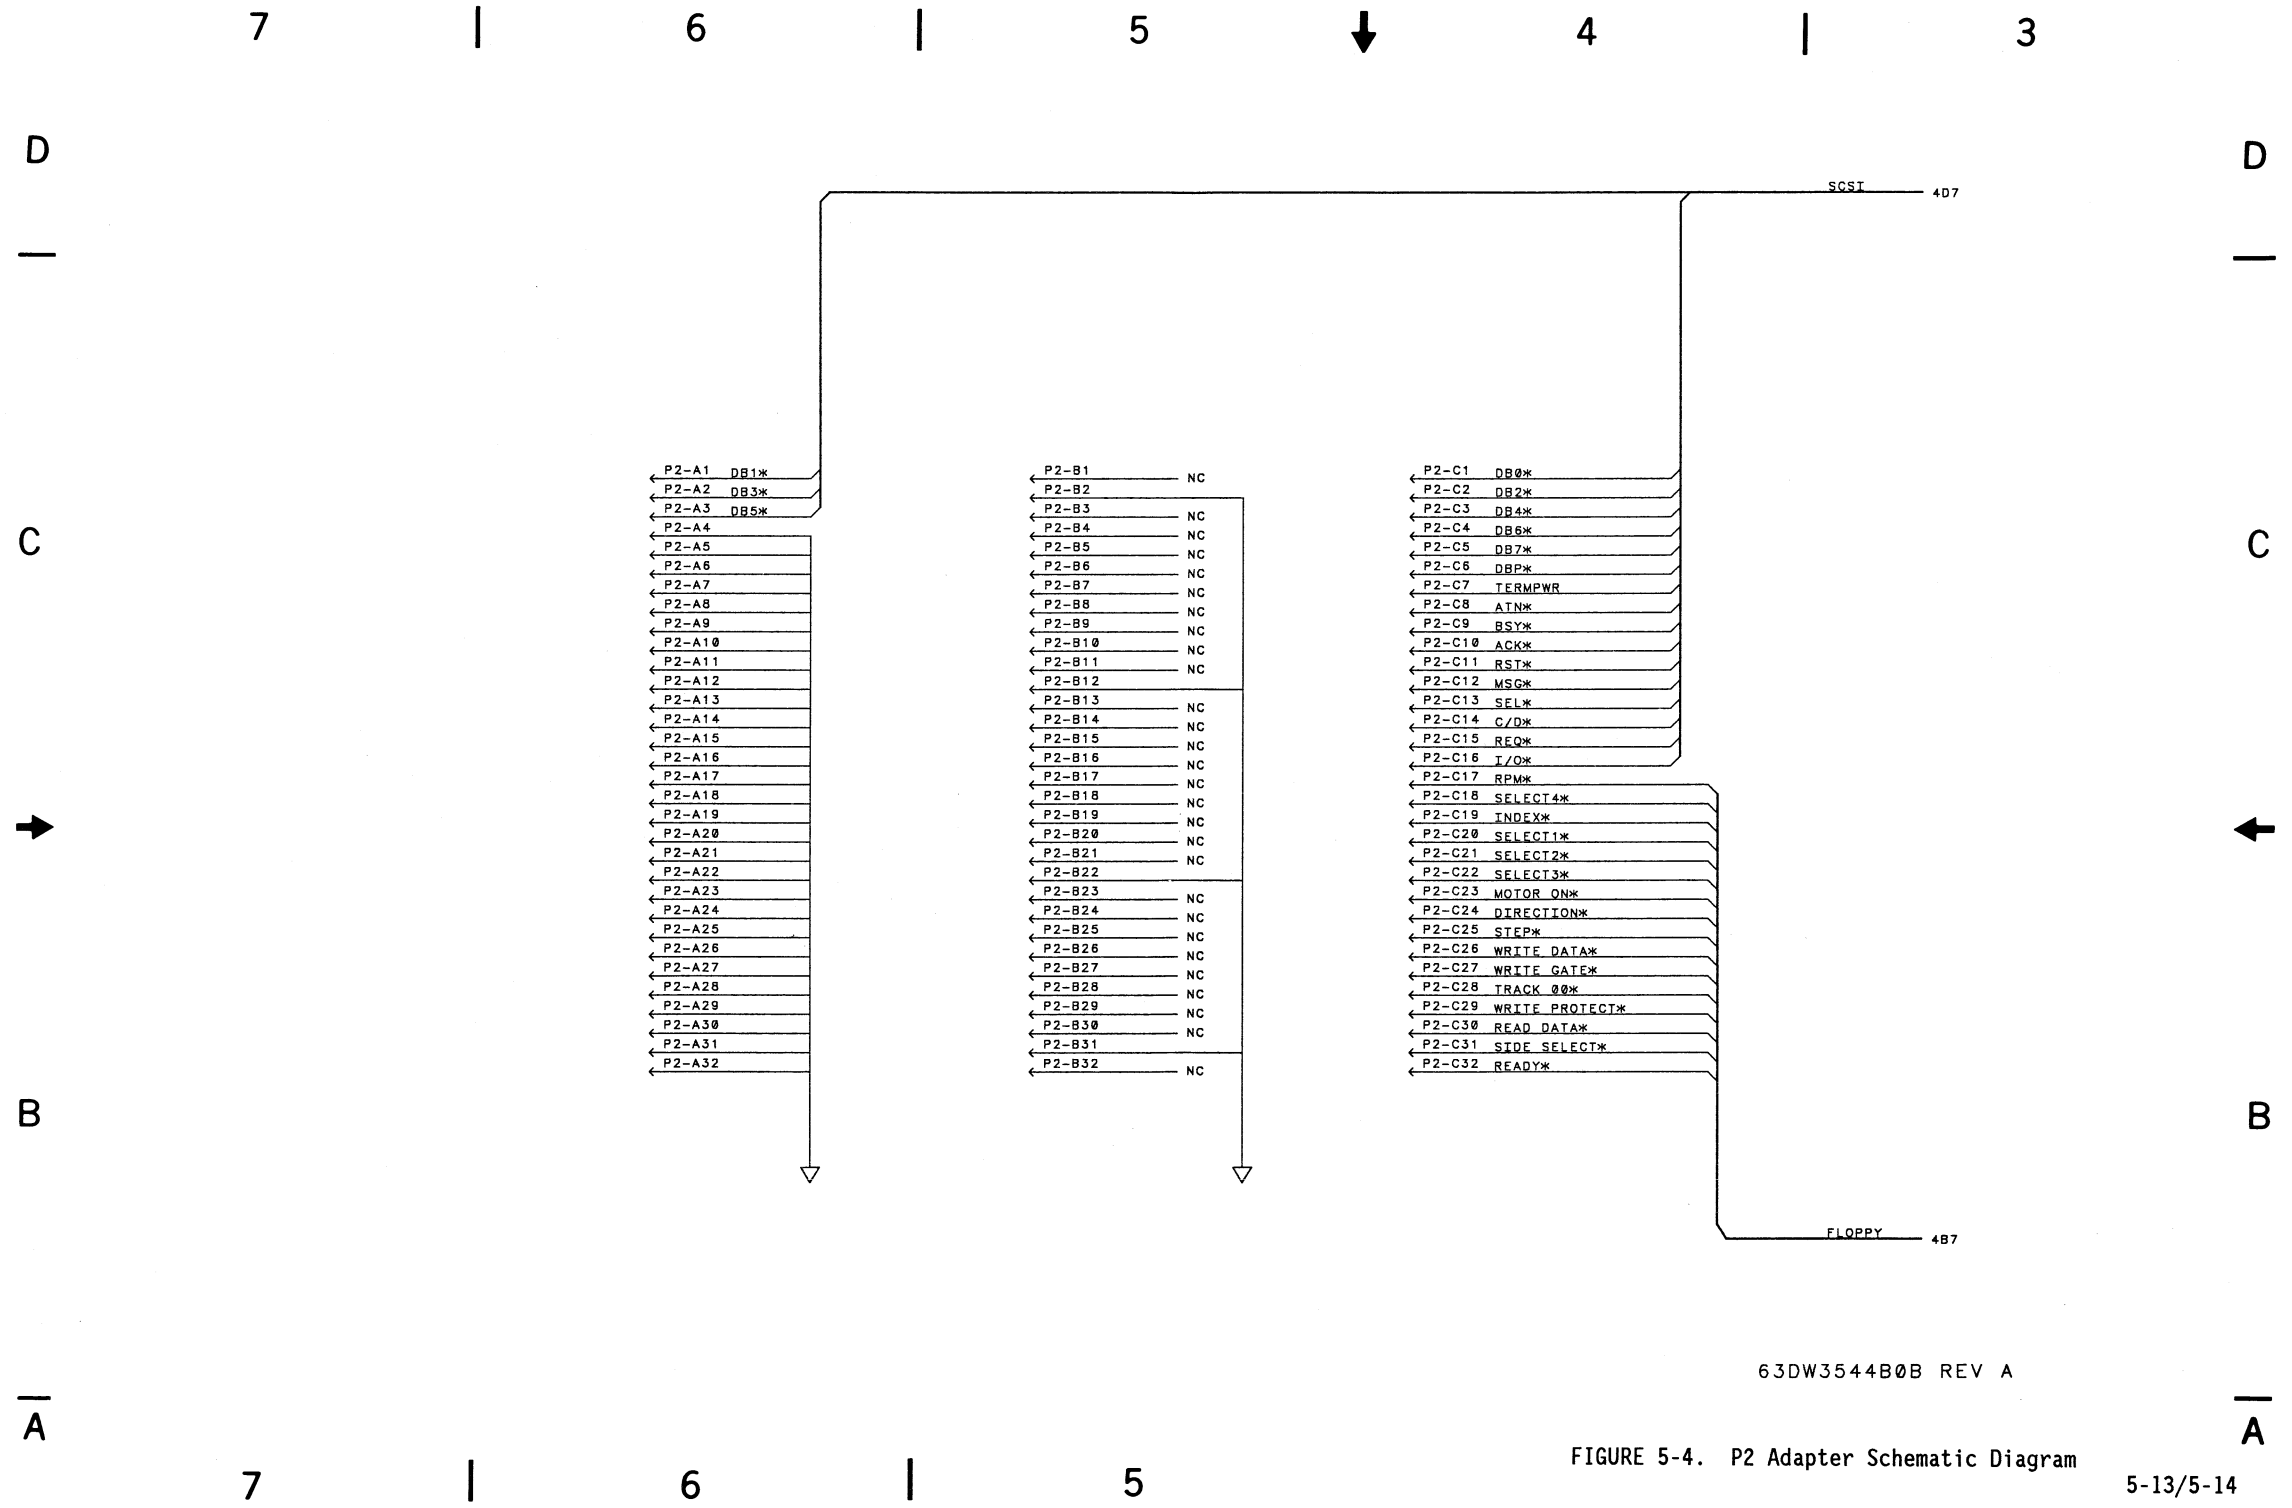 7 | 6 | 5 4 | 3
D D
SCSI 4D7
P2-A1 DB1*
P2-A2 DB3*
P2-A3 DB5*
P2-A4
P2-A5
P2-A6
P2-A7
P2-A8
P2-A9
P2-A10
P2-A11
P2-A12
P2-A13
P2-A14
P2-A15
P2-A16
P2-A17
P2-A18
P2-A19
P2-A20
P2-A21
P2-A22
P2-A23
P2-A24
P2-A25
P2-A26
P2-A27
P2-A28
P2-A29
P2-A30
P2-A31
P2-A32
P2-B1 NC
P2-B2
P2-B3 NC
P2-B4 NC
P2-B5 NC
P2-B6 NC
P2-B7 NC
P2-B8 NC
P2-B9 NC
P2-B10 NC
P2-B11 NC
P2-B12
P2-B13 NC
P2-B14 NC
P2-B15 NC
P2-B16 NC
P2-B17 NC
P2-B18 NC
P2-B19 NC
P2-B20 NC
P2-B21 NC
P2-B22
P2-B23 NC
P2-B24 NC
P2-B25 NC
P2-B26 NC
P2-B27 NC
P2-B28 NC
P2-B29 NC
P2-B30 NC
P2-B31
P2-B32 NC
P2-C1 DB0*
P2-C2 DB2*
P2-C3 DB4*
P2-C4 DB6*
P2-C5 DB7*
P2-C6 DBP*
P2-C7 TERMPWR
P2-C8 ATN*
P2-C9 BSY*
P2-C10 ACK*
P2-C11 RST*
P2-C12 MSG*
P2-C13 SEL*
P2-C14 C/D*
P2-C15 REQ*
P2-C16 I/O*
P2-C17 RPM*
P2-C18 SELECT4*
P2-C19 INDEX*
P2-C20 SELECT1*
P2-C21 SELECT2*
P2-C22 SELECT3*
P2-C23 MOTOR ON*
P2-C24 DIRECTION*
P2-C25 STEP*
P2-C26 WRITE DATA*
P2-C27 WRITE GATE*
P2-C28 TRACK 00*
P2-C29 WRITE PROTECT*
P2-C30 READ DATA*
P2-C31 SIDE SELECT*
P2-C32 READY*
C C
B B
FLOPPY 4B7
63DW3544B0B REV A
A A
FIGURE 5-4. P2 Adapter Schematic Diagram
7 | 6 | 5
5-13/5-14